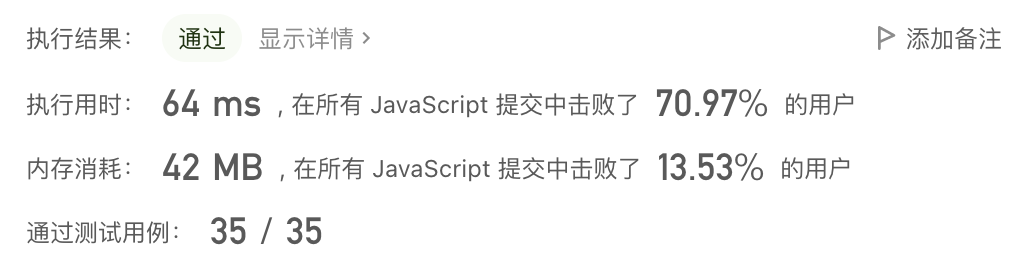 执行结果： 通过 显示详情 > 添加备注
执行用时： 64 ms , 在所有 JavaScript 提交中击败了 70.97% 的用户
内存消耗： 42 MB , 在所有 JavaScript 提交中击败了 13.53% 的用户
通过测试用例： 35 / 35